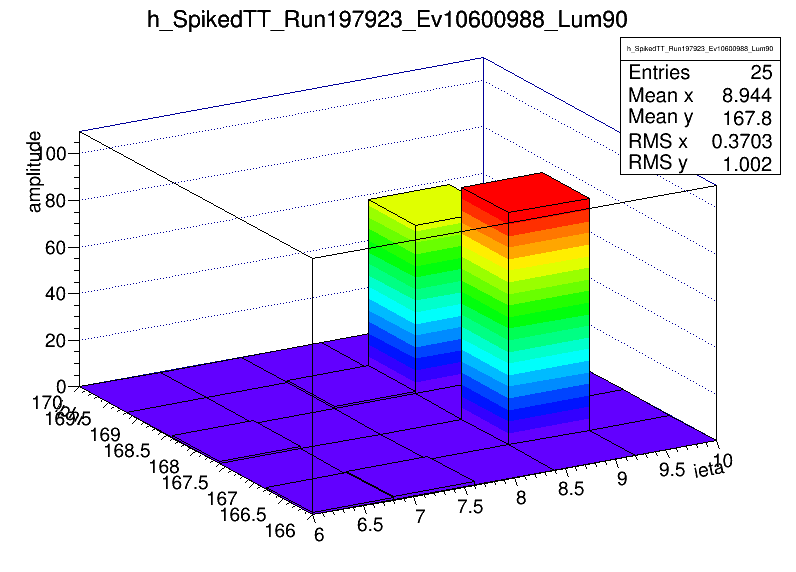 h_SpikedTT_Run197923_Ev10600988_Lum90
h_SpikedTT_Run197923_Ev10600988_Lum90
Entries 25
Mean x 8.944
Mean y 167.8
RMS x 0.3703
RMS y 1.002
amplitude
00
80
60
40
20
0
170
169.5
169
168.5
168
167.5
167
166.5
166
6
6.5
7
7.5
8
8.5
9
9.5
10
ieta